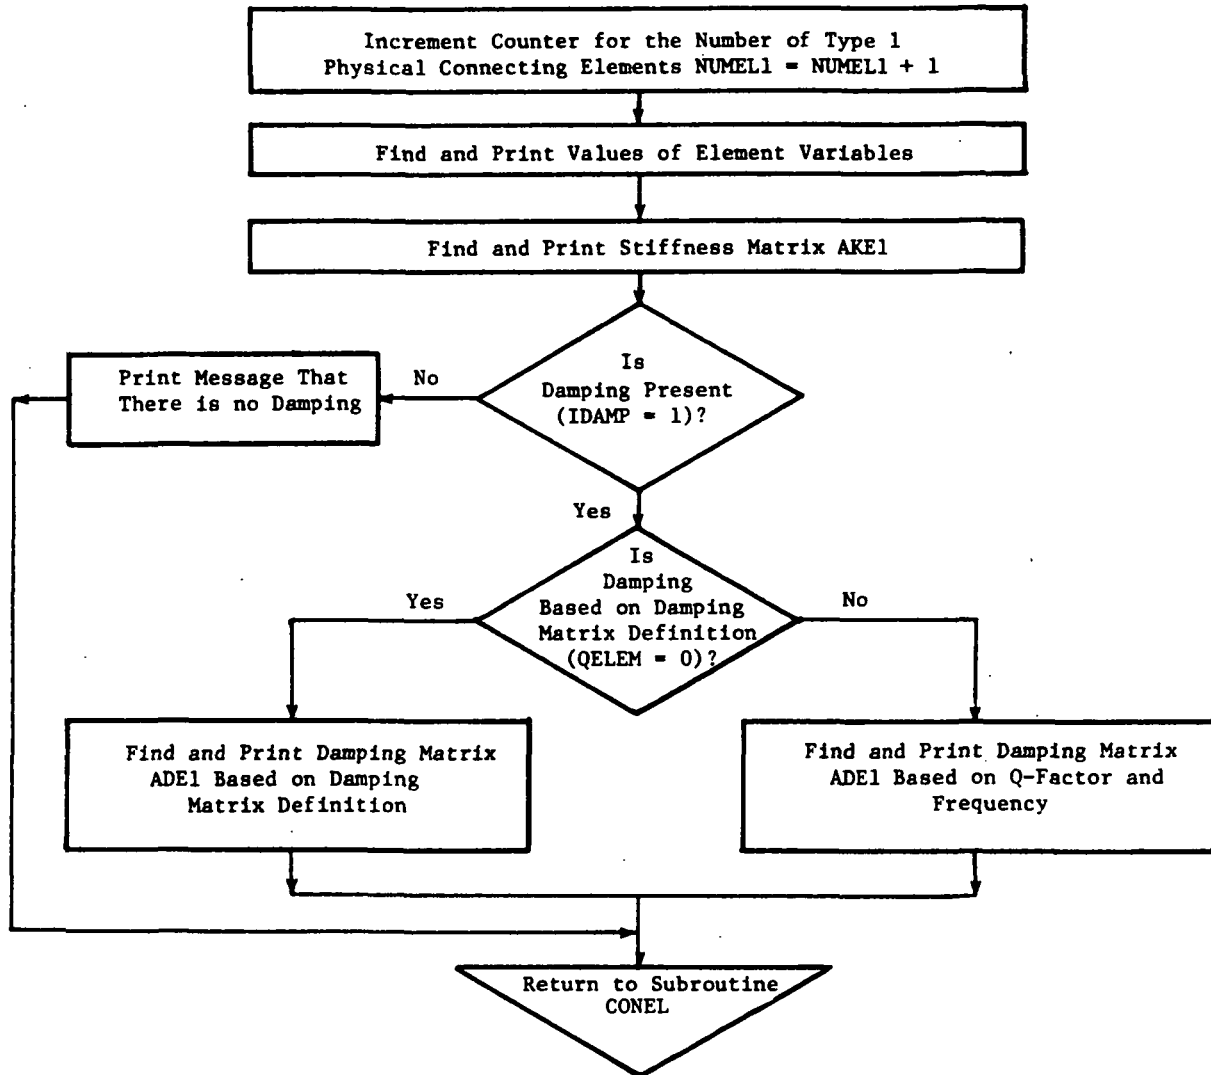 Increment Counter for the Number of Type 1
Physical Connecting Elements NUMEL1 = NUMEL1 + 1
Find and Print Values of Element Variables
Find and Print Stiffness Matrix AKE1
Is
Damping Present
(IDAMP = 1)?
No
Print Message That
There is no Damping
Yes
Is
Damping
Based on Damping
Matrix Definition
(QELEM = 0)?
Yes
No
Find and Print Damping Matrix
ADE1 Based on Damping
Matrix Definition
Find and Print Damping Matrix
ADE1 Based on Q-Factor and
Frequency
Return to Subroutine
CONEL